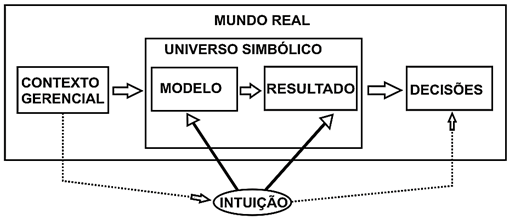 MUNDO REAL
UNIVERSO SIMBÓLICO
CONTEXTO
GERENCIAL
MODELO
RESULTADO
DECISÕES
INTUIÇÃO